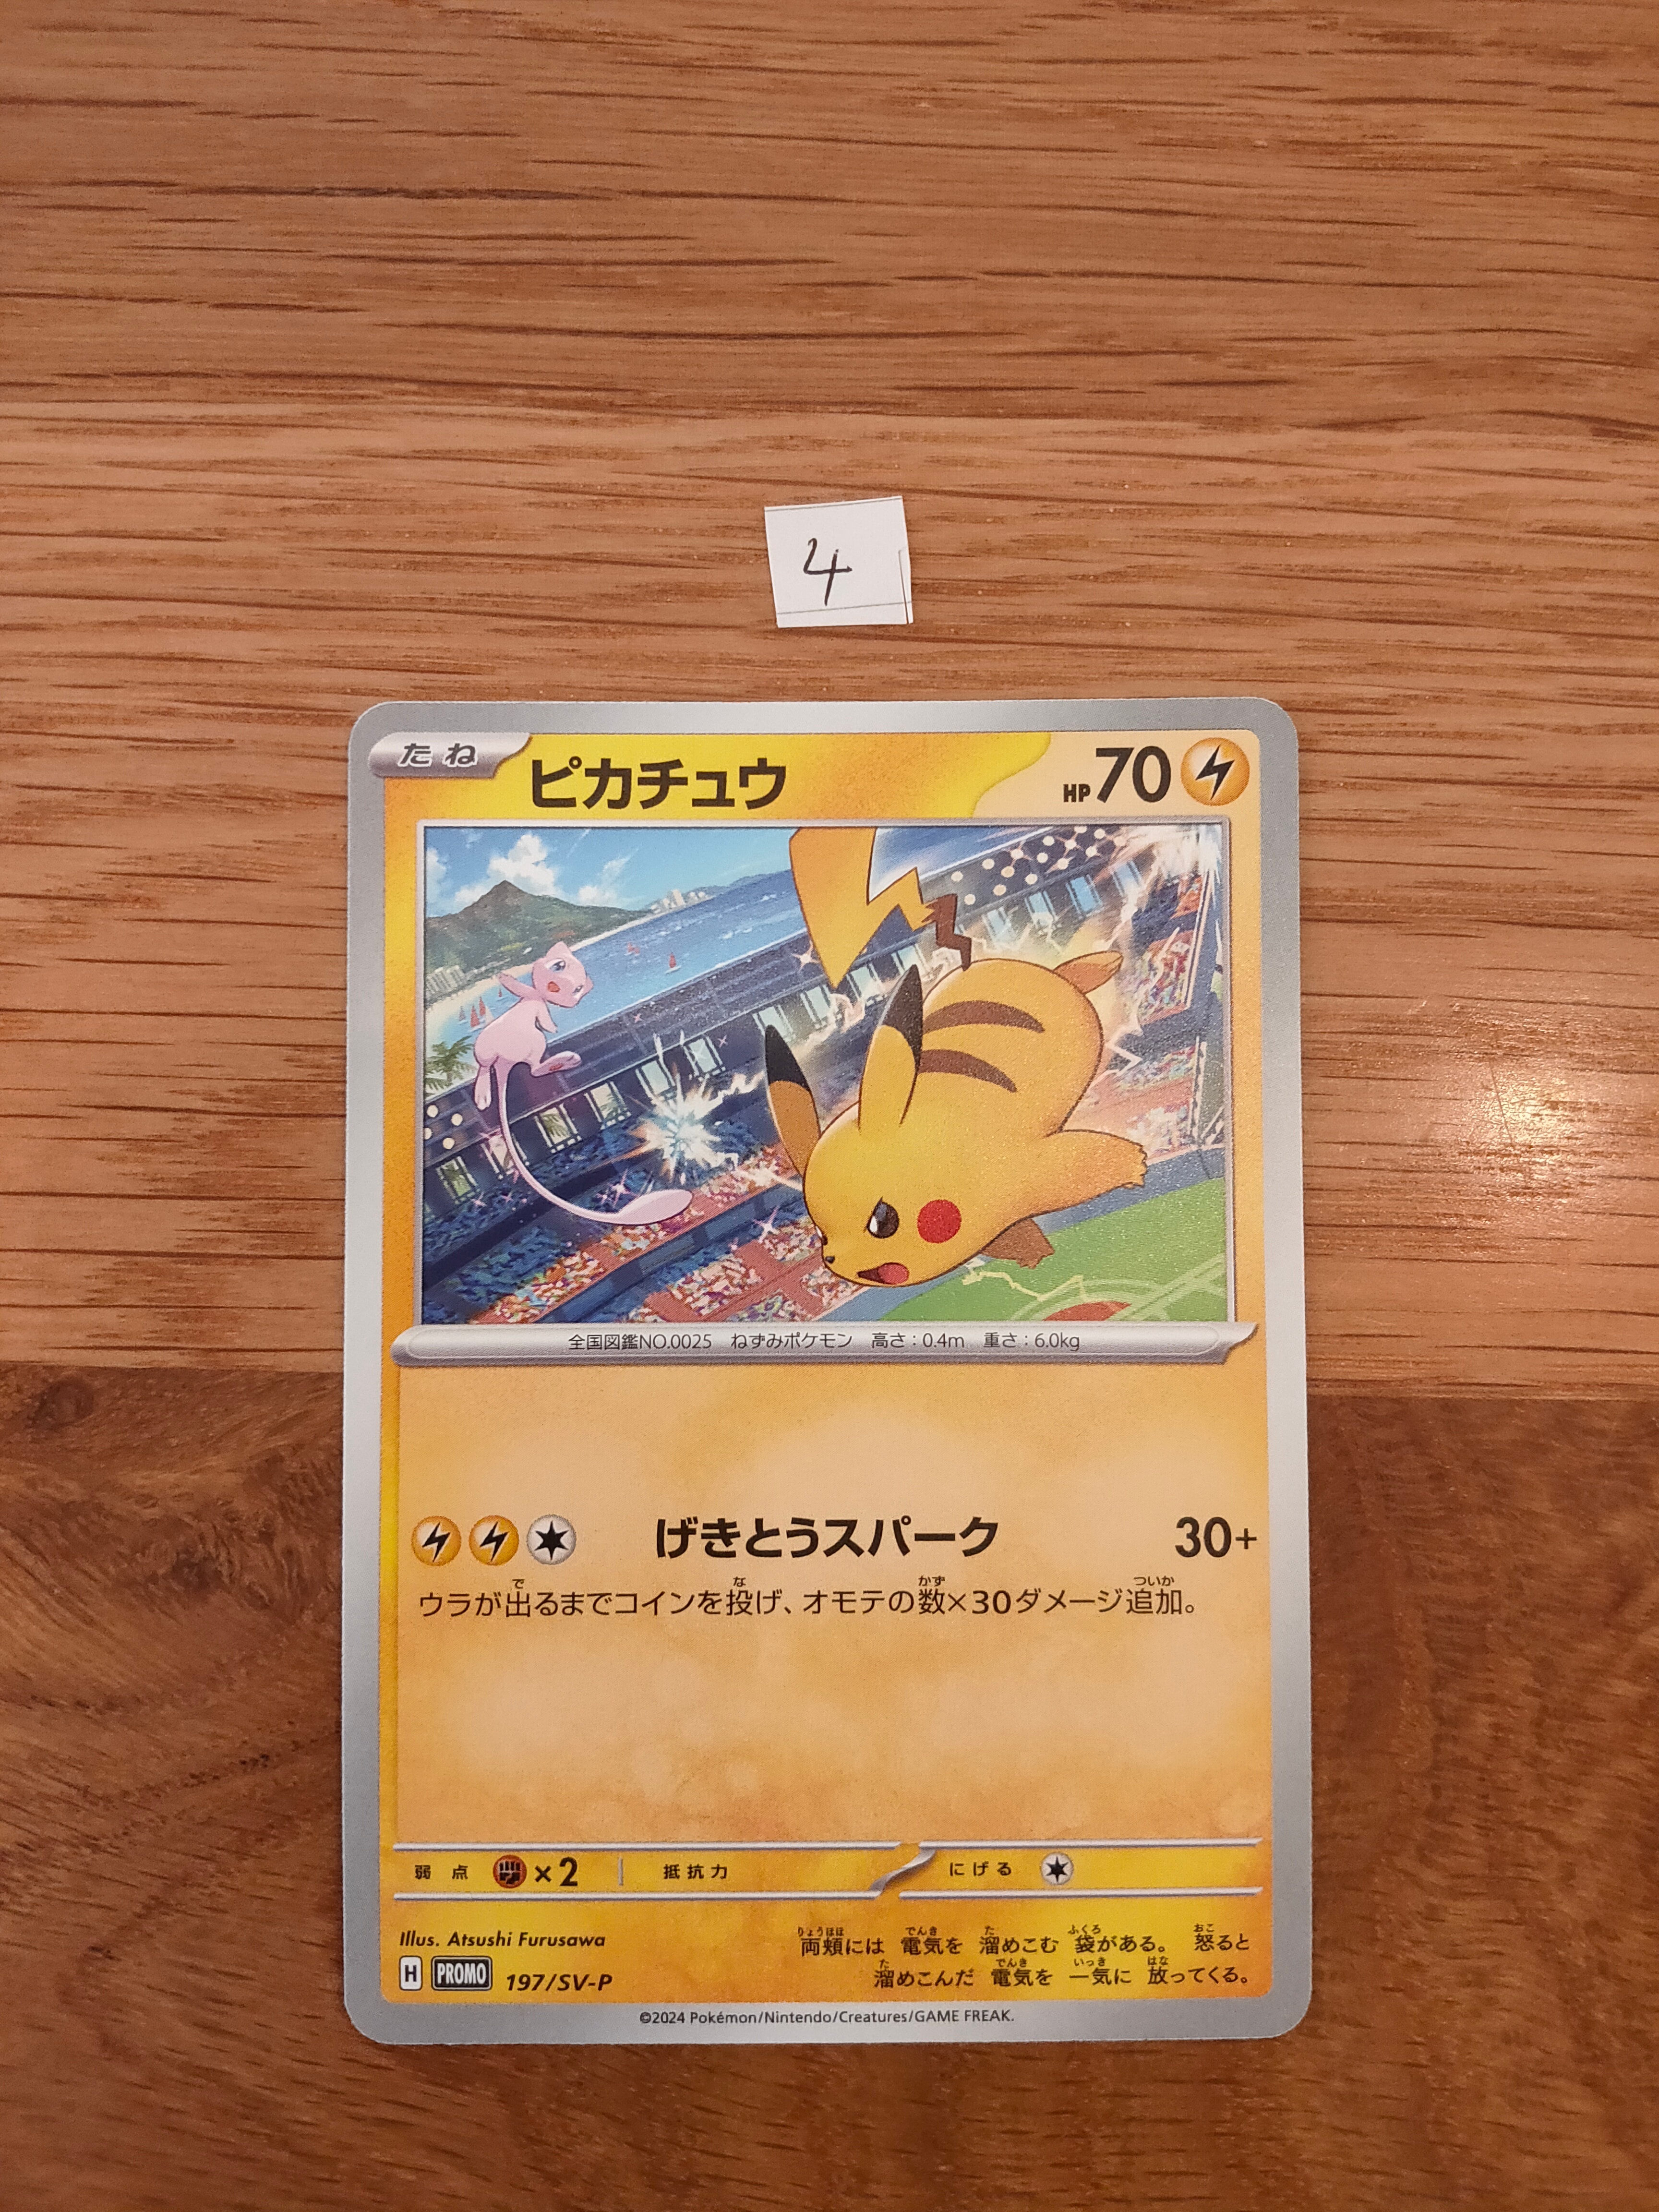 4
たね ピカチュウ HP70
全国図鑑NO.0025 ねずみポケモン 高さ：0.4m 重さ：6.0kg
げきとうスパーク 30+
ウラが出るまでコインを投げ、オモテの数×30ダメージ追加。
弱点 ×2 抵抗力 にげる
Illus. Atsushi Furusawa
H PROMO 197/SV-P
両頬には 電気を 溜めこむ 袋がある。 怒ると
溜めこんだ 電気を 一気に 放ってくる。
©2024 Pokémon/Nintendo/Creatures/GAME FREAK.